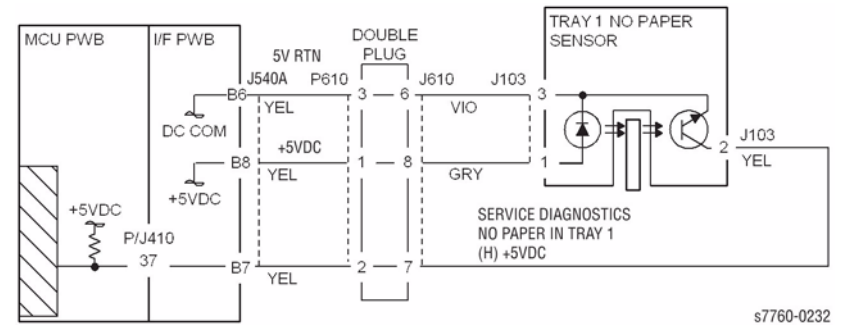 MCU PWB
I/F PWB
5V RTN
DOUBLE
PLUG
TRAY 1 NO PAPER
SENSOR
B6
J540A
P610
J610
J103
YEL
3
6
VIO
3
DC COM
+5VDC
B8
+5VDC
YEL
1
8
GRY
1
2
J103
YEL
+5VDC
P/J410
37
SERVICE DIAGNOSTICS
NO PAPER IN TRAY 1
(H) +5VDC
B7
YEL
2
7
s7760-0232